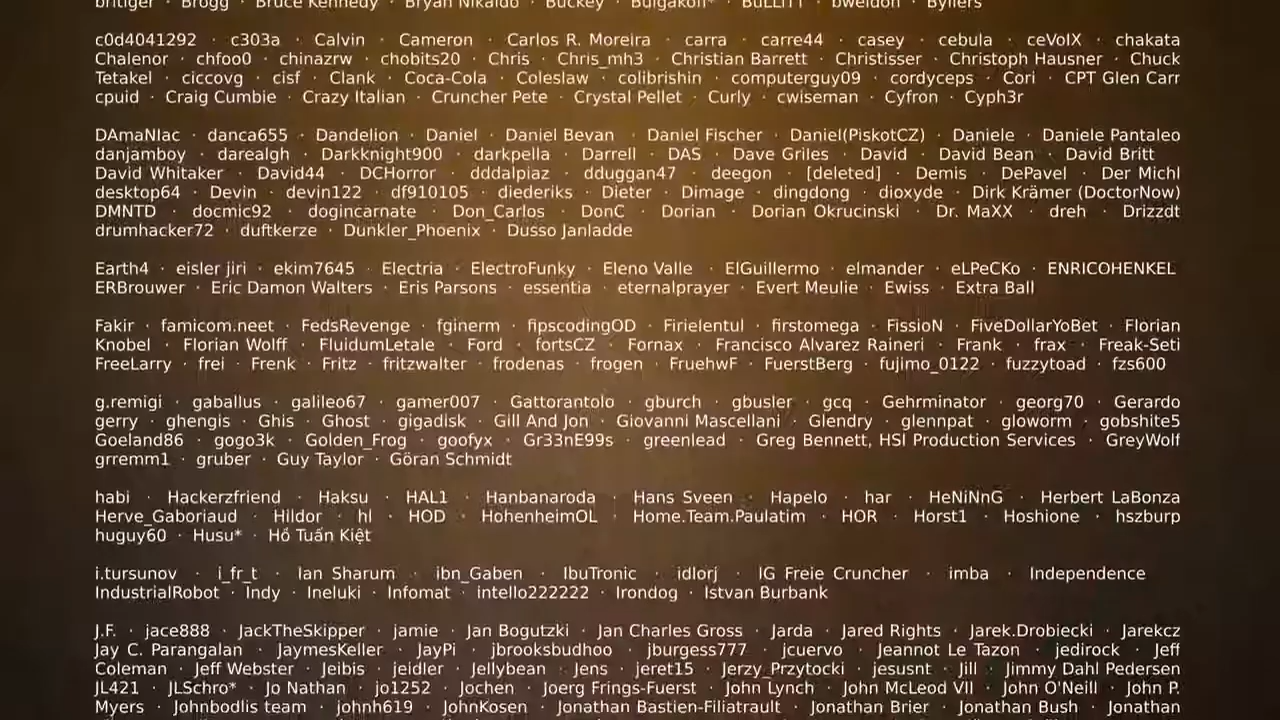 britiger · Brogg · Bruce Kennedy · Bryan Nikaido · Buckey · Bulgakoff* · BULLITT · bweldon · Byllers
c0d4041292 · c303a · Calvin · Cameron · Carlos R. Moreira · carra · carre44 · casey · cebula · ceVoIX · chakata
Chalenor · chfoo0 · chinazrw · chobits20 · Chris · Chris_mh3 · Christian Barrett · Christisser · Christoph Hausner · Chuck
Tetakel · ciccovg · cisf · Clank · Coca-Cola · Coleslaw · colibrishin · computerguy09 · cordyceps · Cori · CPT Glen Carr
cpuid · Craig Cumbie · Crazy Italian · Cruncher Pete · Crystal Pellet · Curly · cwiseman · Cyfron · Cyph3r
DAmaNIac · danca655 · Dandelion · Daniel · Daniel Bevan · Daniel Fischer · Daniel(PiskotCZ) · Daniele · Daniele Pantaleo
danjamboy · darealgh · Darkknight900 · darkpella · Darrell · DAS · Dave Griles · David · David Bean · David Britt
David Whitaker · David44 · DCHorror · dddalpiaz · dduggan47 · deegon · [deleted] · Demis · DePavel · Der Michl
desktop64 · Devin · devin122 · df910105 · diederiks · Dieter · Dimage · dingdong · dioxyde · Dirk Krämer (DoctorNow)
DMNTD · docmic92 · dogincarnate · Don_Carlos · DonC · Dorian · Dorian Okrucinski · Dr. MaXX · dreh · Drizzdt
drumhacker72 · duftkerze · Dunkler_Phoenix · Dusso Janladde
Earth4 · eisler jiri · ekim7645 · Electria · ElectroFunky · Eleno Valle · ElGuillermo · elmander · eLPeCKo · ENRICOHENKEL
ERBrouwer · Eric Damon Walters · Eris Parsons · essentia · eternalprayer · Evert Meulie · Ewiss · Extra Ball
Fakir · famicom.neet · FedsRevenge · fginerm · fipscodingOD · Firielentul · firstomega · FissioN · FiveDollarYoBet · Florian
Knobel · Florian Wolff · FluidumLetale · Ford · fortsCZ · Fornax · Francisco Alvarez Raineri · Frank · frax · Freak-Seti
FreeLarry · frei · Frenk · Fritz · fritzwalter · frodenas · frogen · FruehwF · FuerstBerg · fujimo_0122 · fuzzytoad · fzs600
g.remigi · gaballus · galileo67 · gamer007 · Gattorantolo · gburch · gbusler · gcq · Gehrminator · georg70 · Gerardo
gerry · ghengis · Ghis · Ghost · gigadisk · Gill And Jon · Giovanni Mascellani · Glendry · glennpat · gloworm · gobshite5
Goeland86 · gogo3k · Golden_Frog · goofyx · Gr33nE99s · greenlead · Greg Bennett, HSI Production Services · GreyWolf
grremm1 · gruber · Guy Taylor · Göran Schmidt
habi · Hackerzfriend · Haksu · HAL1 · Hanbanaroda · Hans Sveen · Hapelo · har · HeNiNnG · Herbert LaBonza
Herve_Gaboriaud · Hildor · hl · HOD · HohenheimOL · Home.Team.Paulatim · HOR · Horst1 · Hoshione · hszburp
huguy60 · Husu* · Hồ Tuấn Kiệt
i.tursunov · i_fr_t · Ian Sharum · ibn_Gaben · IbuTronic · idlorj · IG Freie Cruncher · imba · Independence
IndustrialRobot · Indy · Ineluki · Infomat · intello222222 · Irondog · Istvan Burbank
J.F. · jace888 · JackTheSkipper · jamie · Jan Bogutzki · Jan Charles Gross · Jarda · Jared Rights · Jarek.Drobiecki · Jarekcz
Jay C. Parangalan · JaymesKeller · JayPi · jbrooksbudhoo · jburgess777 · jcuervo · Jeannot Le Tazon · jedirock · Jeff
Coleman · Jeff Webster · Jeibis · jeidler · Jellybean · Jens · jeret15 · Jerzy_Przytocki · jesusnt · Jill · Jimmy Dahl Pedersen
JL421 · JLSchro* · Jo Nathan · jo1252 · Jochen · Joerg Frings-Fuerst · John Lynch · John McLeod VII · John O'Neill · John P.
Myers · Johnbodlis team · johnh619 · JohnKosen · Jonathan Bastien-Filiatrault · Jonathan Brier · Jonathan Bush · Jonathan